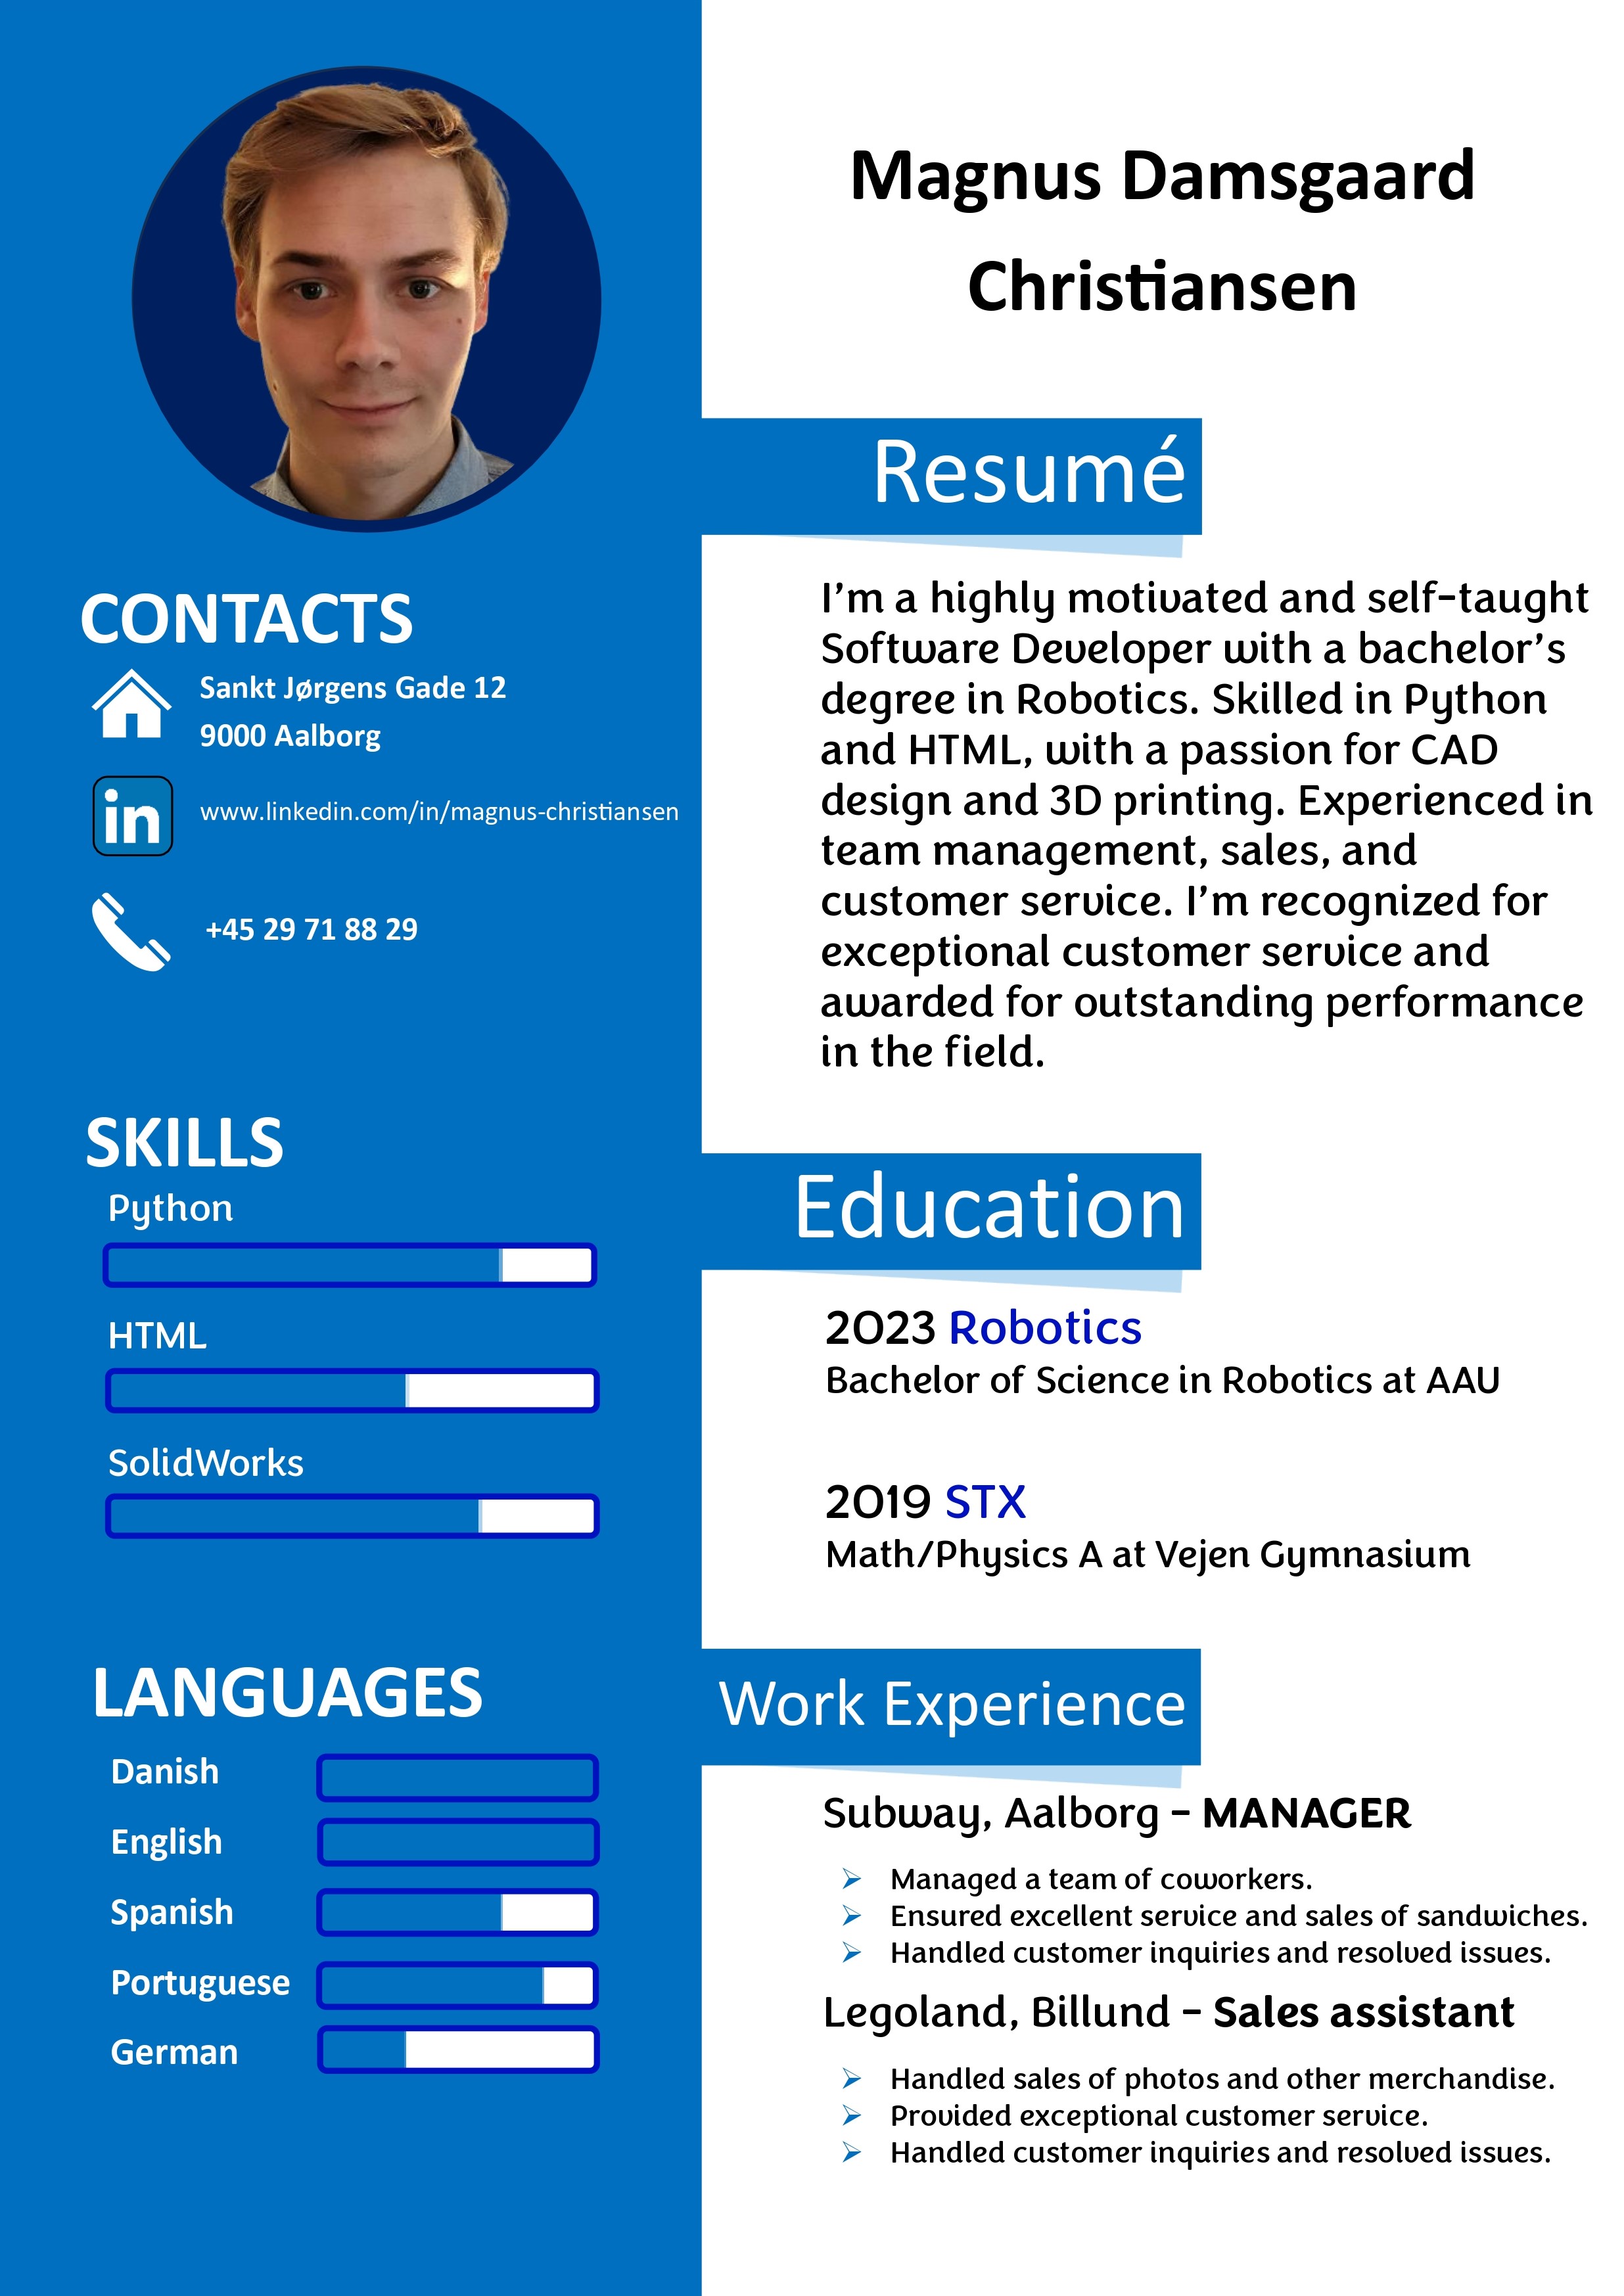 Magnus Damsgaard
Christiansen
CONTACTS
Sankt Jørgens Gade 12
9000 Aalborg
in
www.linkedin.com/in/magnus-christiansen
+45 29 71 88 29
SKILLS
Python
HTML
SolidWorks
LANGUAGES
Danish
English
Spanish
Portuguese
German
Resumé
I’m a highly motivated and self-taught
Software Developer with a bachelor’s
degree in Robotics. Skilled in Python
and HTML, with a passion for CAD
design and 3D printing. Experienced in
team management, sales, and
customer service. I’m recognized for
exceptional customer service and
awarded for outstanding performance
in the field.
Education
2023 Robotics
Bachelor of Science in Robotics at AAU
2019 STX
Math/Physics A at Vejen Gymnasium
Work Experience
Subway, Aalborg – MANAGER
Managed a team of coworkers.
Ensured excellent service and sales of sandwiches.
Handled customer inquiries and resolved issues.
Legoland, Billund – Sales assistant
Handled sales of photos and other merchandise.
Provided exceptional customer service.
Handled customer inquiries and resolved issues.